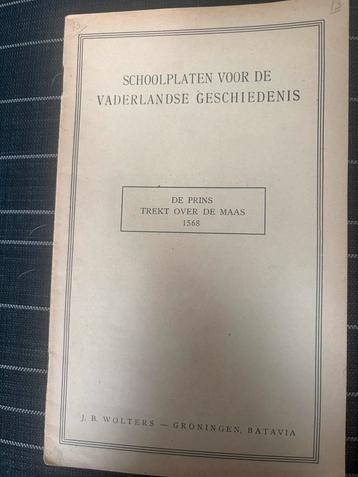 SCHOOLPLATEN VOOR DE
VADERLANDSE GESCHIEDENIS
DE PRINS
TREKT OVER DE MAAS
1568
J. B. WOLTERS — GRONINGEN, BATAVIA